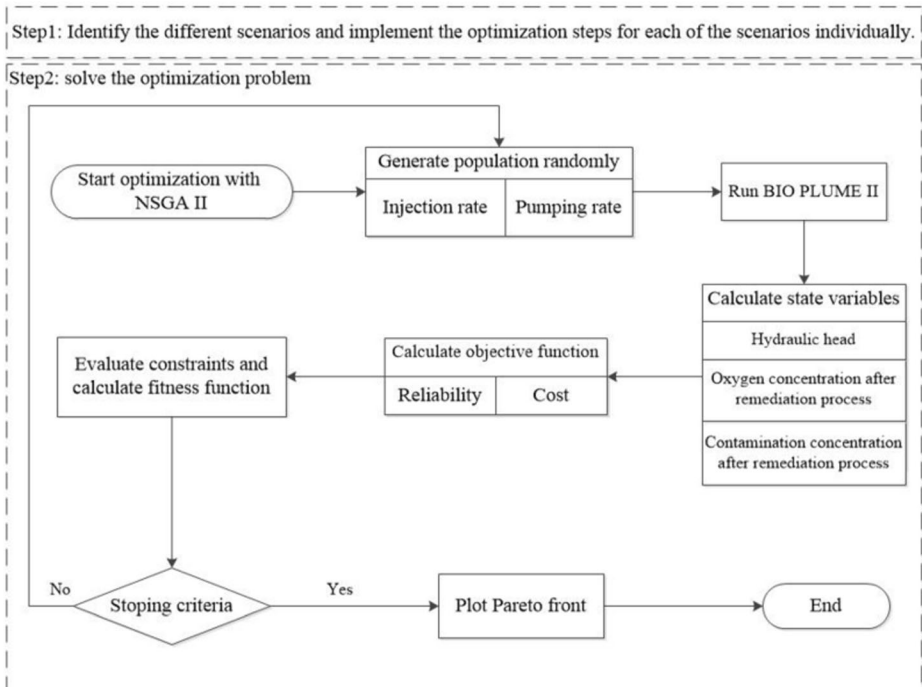 Step1: Identify the different scenarios and implement the optimization steps for each of the scenarios individually.
Step2: solve the optimization problem
Start optimization with
NSGA II
Generate population randomly
Injection rate
Pumping rate
Run BIO PLUME II
Calculate state variables
Hydraulic head
Oxygen concentration after
remediation process
Contamination concentration
after remediation process
Calculate objective function
Reliability
Cost
Evaluate constraints and
calculate fitness function
Stoping criteria
No
Yes
Plot Pareto front
End